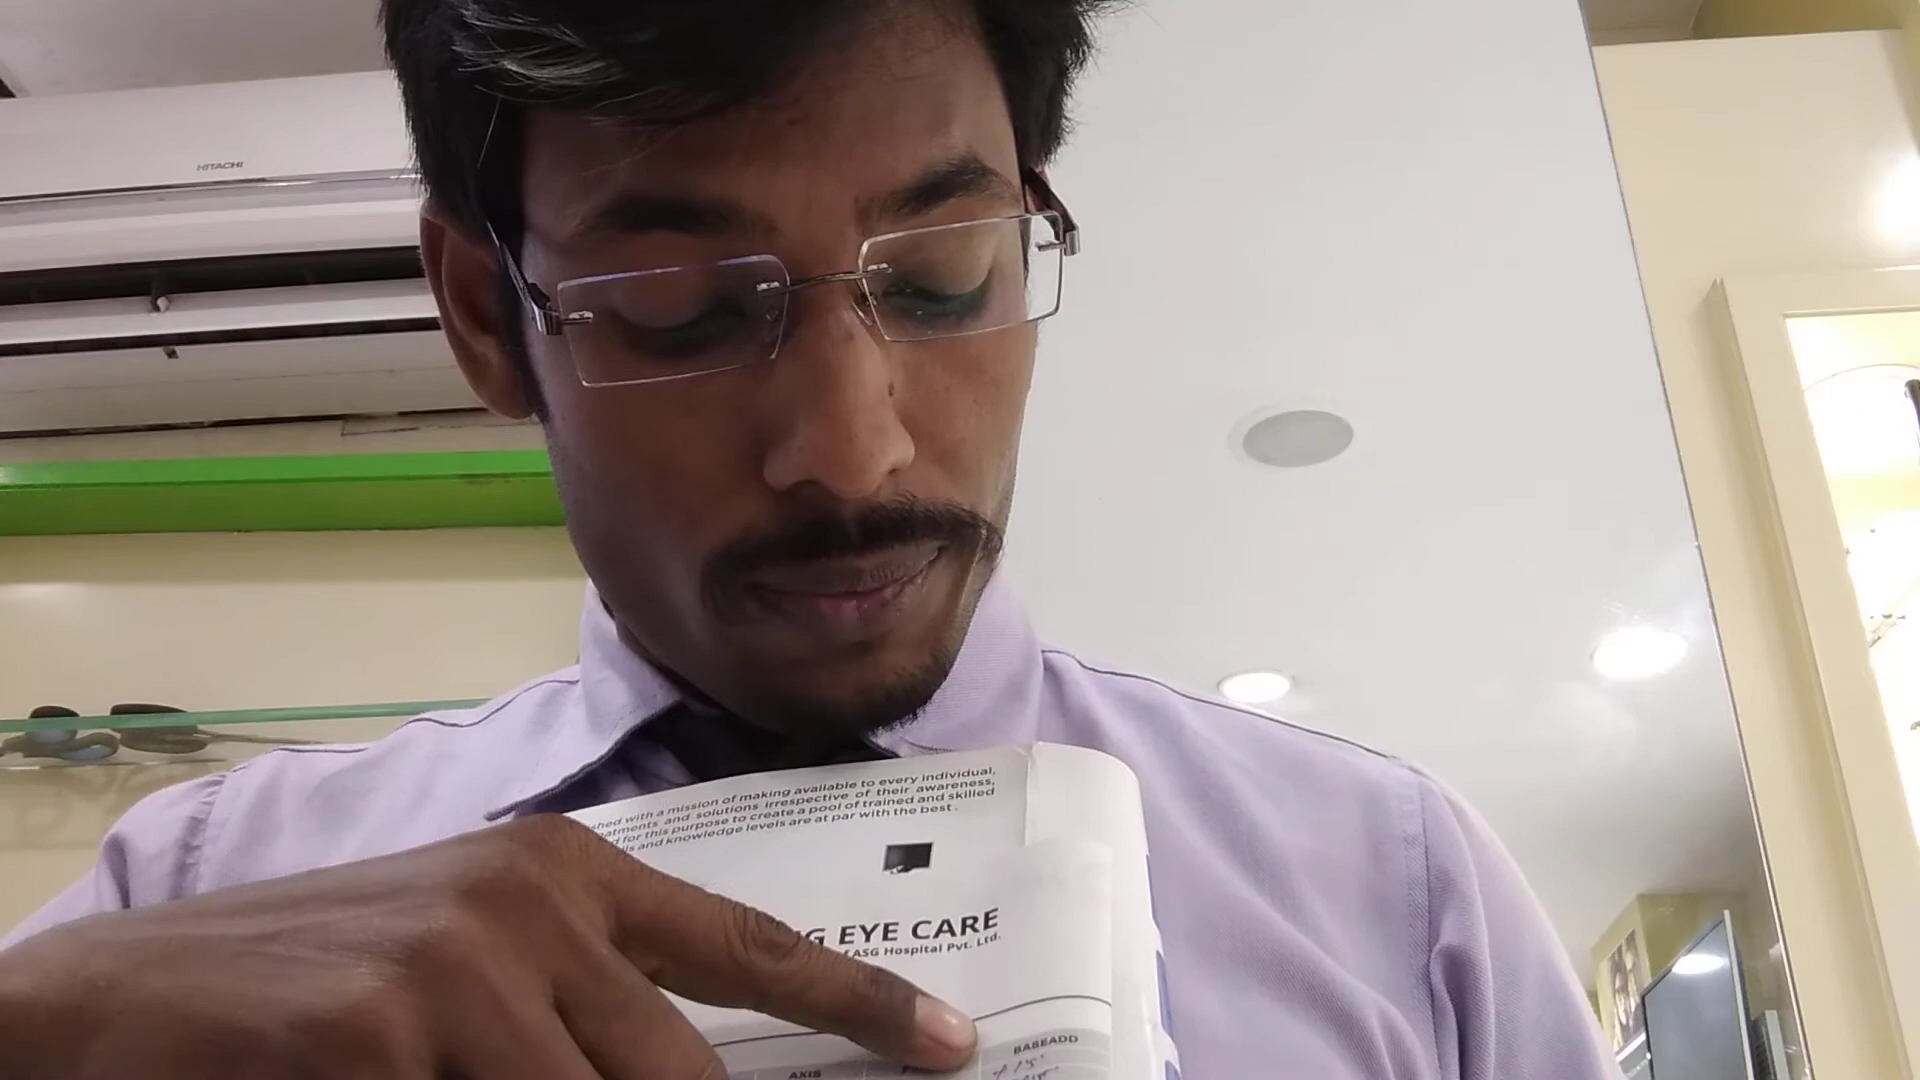 HITACHI
shed with a mission of making available to every individual,
atments and solutions irrespective of their awareness,
d for this purpose to create a pool of trained and skilled
ls and knowledge levels are at par with the best.
G EYE CARE
ASG Hospital Pvt. Ltd.
AXIS BASEADD